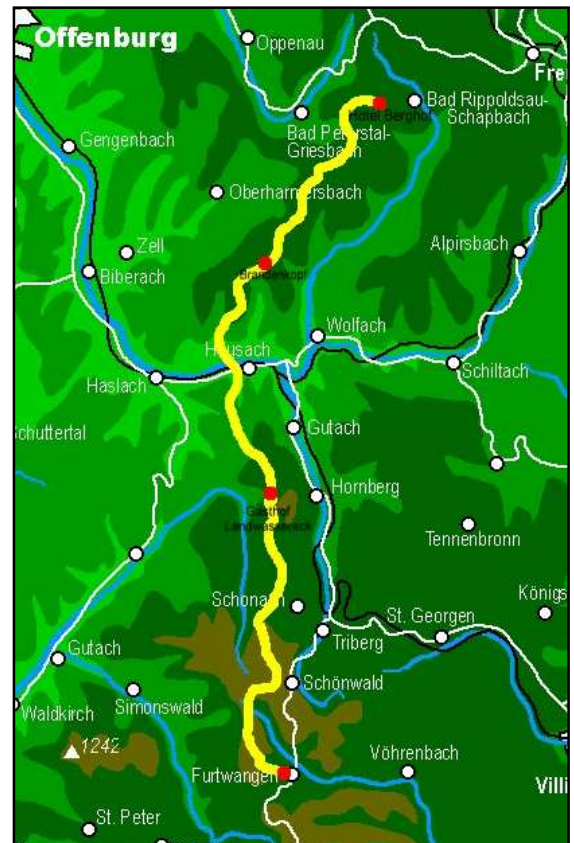 Offenburg
Oppenau
Fre
Hotel Berghof
Bad Rippoldsau-
Schapbach
Bad Peterstal-
Griesbach
Gengenbach
Oberharmersbach
Zell
Alpirsbach
Brandenkopf
Biberach
Wolfach
Hausach
Schiltach
Haslach
Gutach
Schuttertal
Hornberg
Gasthof
Landwassereck
Tennenbronn
Schonach
Königs
St. Georgen
Triberg
Gutach
Schönwald
Simonswald
Waldkirch
1242
Vöhrenbach
Furtwangen
Villi
St. Peter